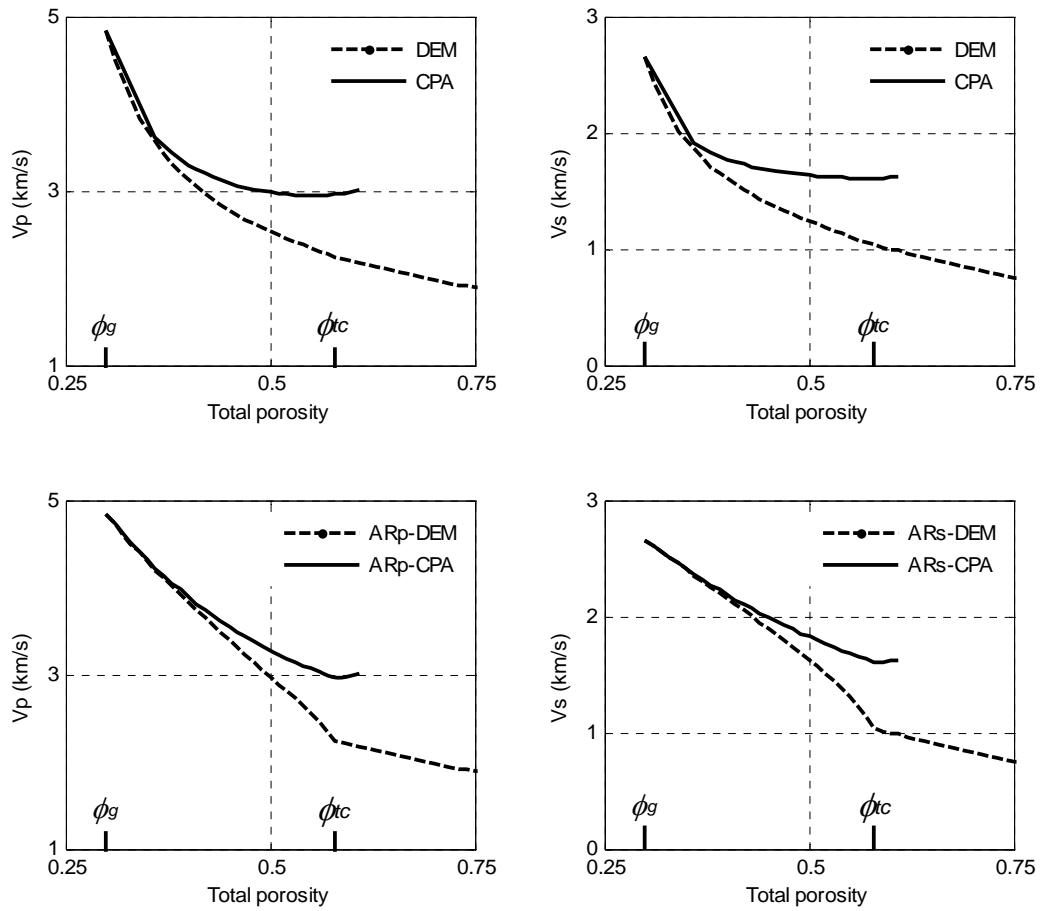 5
3
1
Vp (km/s)
DEM
CPA
ϕg
ϕtc
0.25
0.5
0.75
Total porosity
3
2
1
0
Vs (km/s)
DEM
CPA
ϕg
ϕtc
0.25
0.5
0.75
Total porosity
5
3
1
Vp (km/s)
ARp-DEM
ARp-CPA
ϕg
ϕtc
0.25
0.5
0.75
Total porosity
3
2
1
0
Vs (km/s)
ARs-DEM
ARs-CPA
ϕg
ϕtc
0.25
0.5
0.75
Total porosity